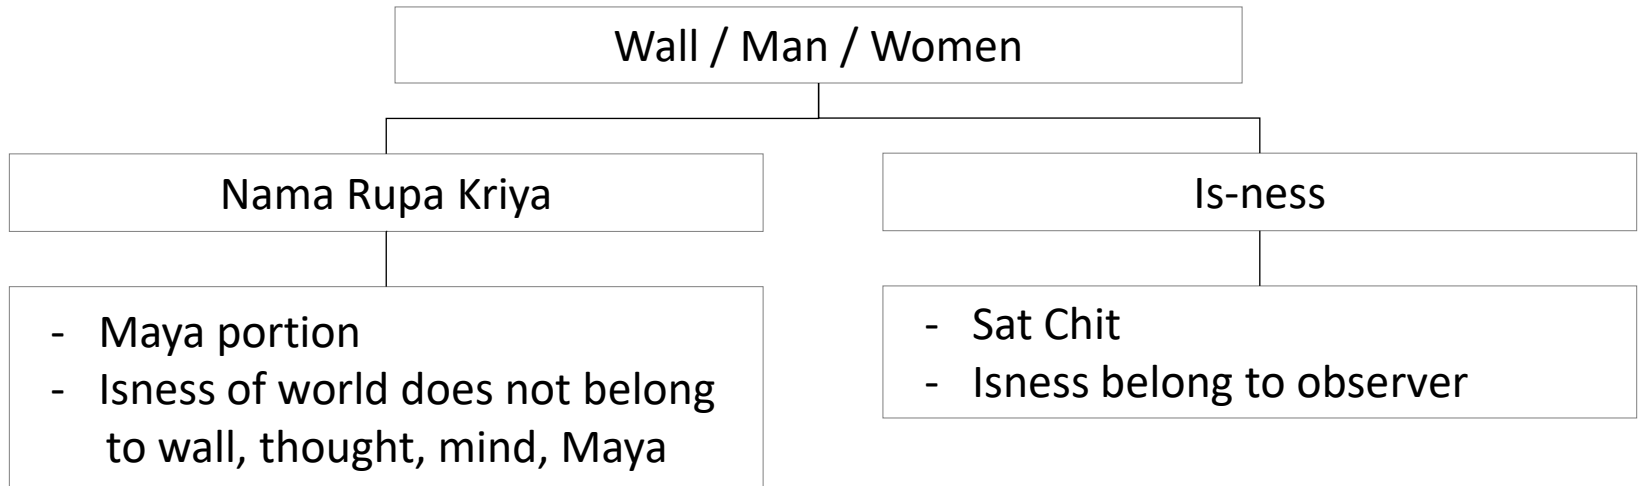 Wall / Man / Women
Nama Rupa Kriya
Is-ness
- Maya portion
- Isness of world does not belong
to wall, thought, mind, Maya
- Sat Chit
- Isness belong to observer